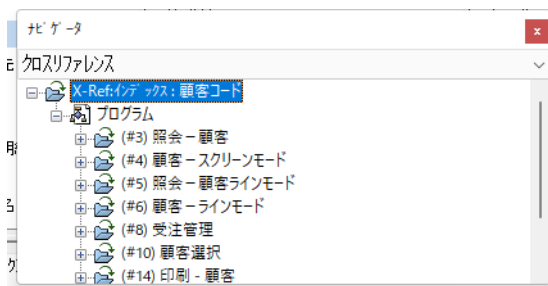 ナビゲータ
x
クロスリファレンス
X-Ref:インデックス：顧客コード
プログラム
(#3) 照会－顧客
(#4) 顧客－スクリーンモード
(#5) 照会－顧客ラインモード
(#6) 顧客－ラインモード
(#8) 受注管理
(#10) 顧客選択
(#14) 印刷 - 顧客